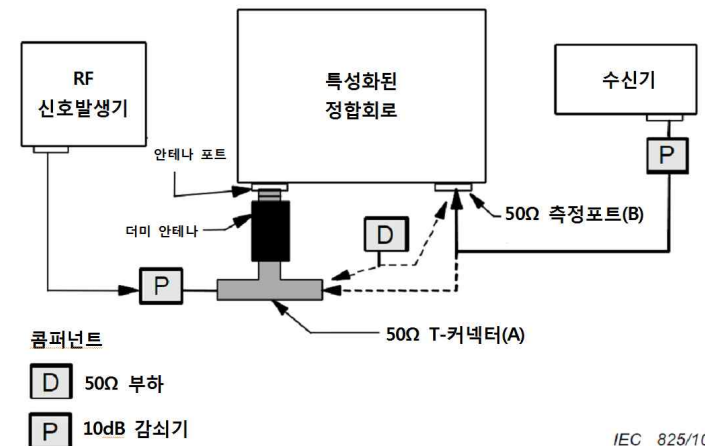 RF
신호발생기
특성화된
정합회로
수신기
안테나 포트
P
50Ω 측정포트(B)
더미 안테나
D
P
50Ω T-커넥터(A)
콤퍼넌트
D 50Ω 부하
P 10dB 감쇠기
IEC 825/10